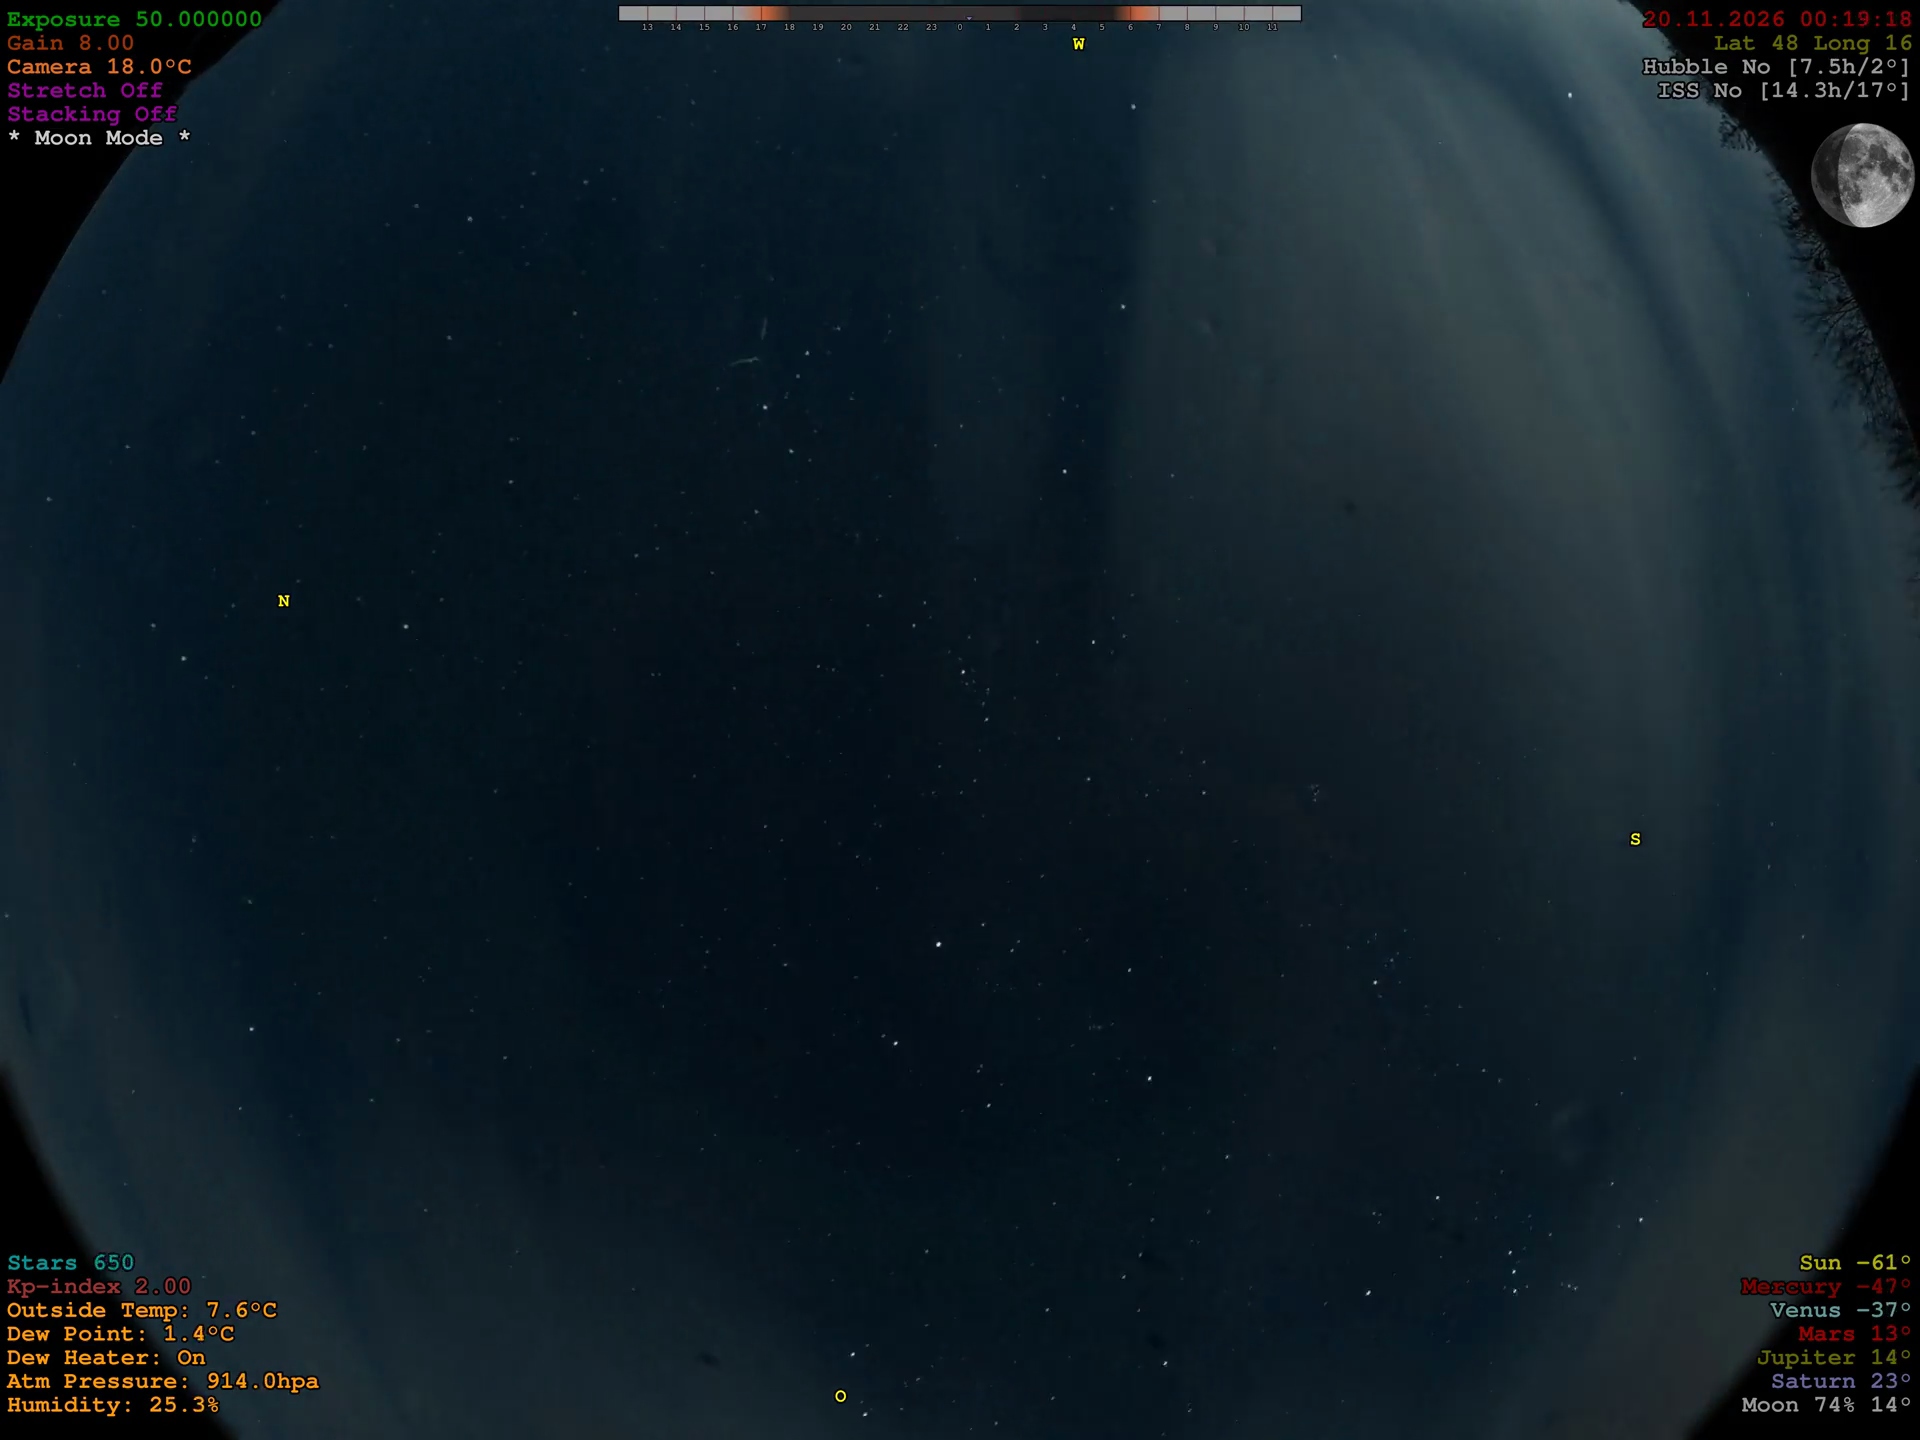 Exposure 50.000000
Gain 8.00
Camera 18.0°C
Stretch Off
Stacking Off
* Moon Mode *
13 14 15 16 17 18 19 20 21 22 23 0 1 2 3 4 5 6 7 8 9 10 11
W
20.11.2026 00:19:18
Lat 48 Long 16
Hubble No [7.5h/2°]
ISS No [14.3h/17°]
N
S
Stars 650
Kp-index 2.00
Outside Temp: 7.6°C
Dew Point: 1.4°C
Dew Heater: On
Atm Pressure: 914.0hpa
Humidity: 25.3%
O
Sun -61°
Mercury -47°
Venus -37°
Mars 13°
Jupiter 14°
Saturn 23°
Moon 74% 14°